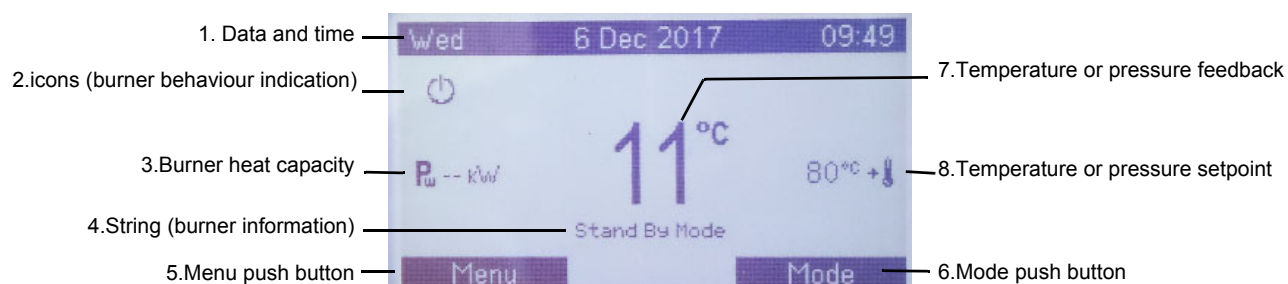 1. Data and time
Wed 6 Dec 2017 09:49
2.icons (burner behaviour indication)
7.Temperature or pressure feedback
11°C
3.Burner heat capacity
Pw -- kW
80°C
8.Temperature or pressure setpoint
4.String (burner information)
Stand By Mode
5.Menu push button
Menu
Mode
6.Mode push button